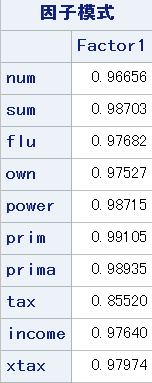 因子模式
Factor1
num 0.96656
sum 0.98703
flu 0.97682
own 0.97527
power 0.98715
prim 0.99105
prima 0.98935
tax 0.85520
income 0.97640
xtax 0.97974